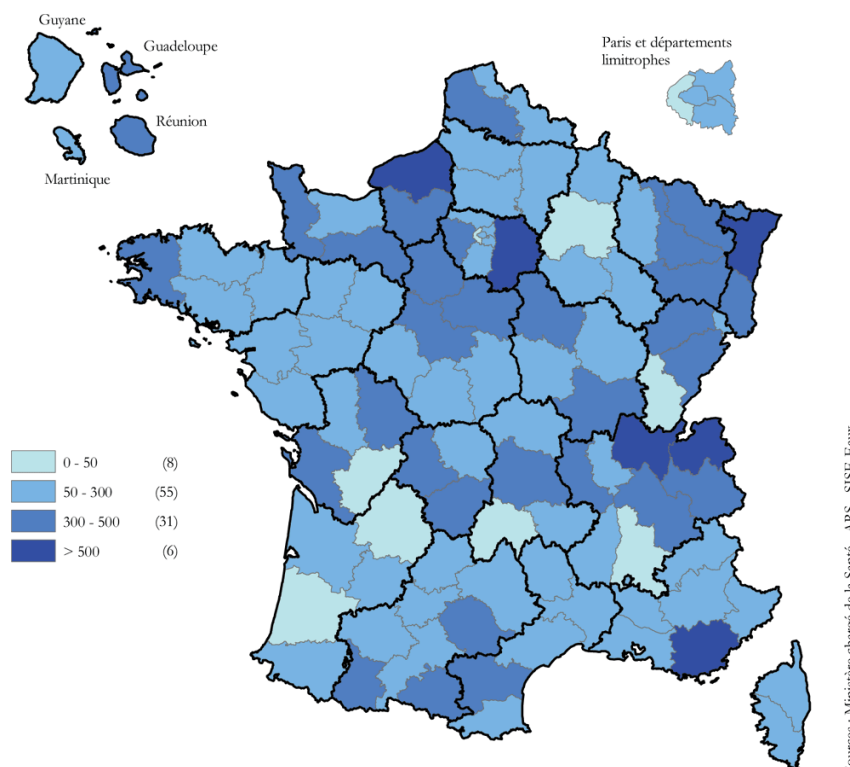 Guyane
Guadeloupe
Réunion
Martinique
Paris et départements
limitrophes
0 - 50 (8)
50 - 300 (55)
300 - 500 (31)
> 500 (6)
Ministère chargé de la Santé - ARS - SISE-Eaux